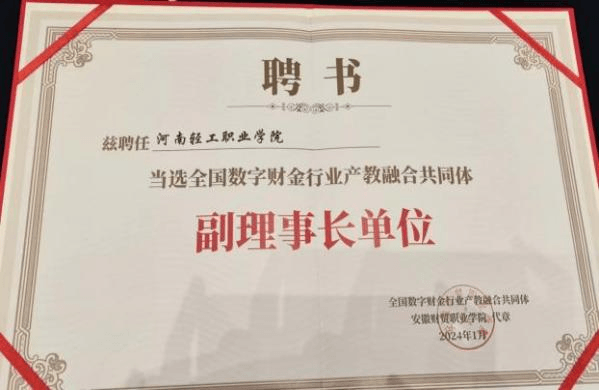 聘书
兹聘任 河南轻工职业学院
当选全国数字财金行业产教融合共同体
副理事长单位
全国数字财金行业产教融合共同体
安徽财贸职业学院 代章
2024年1月